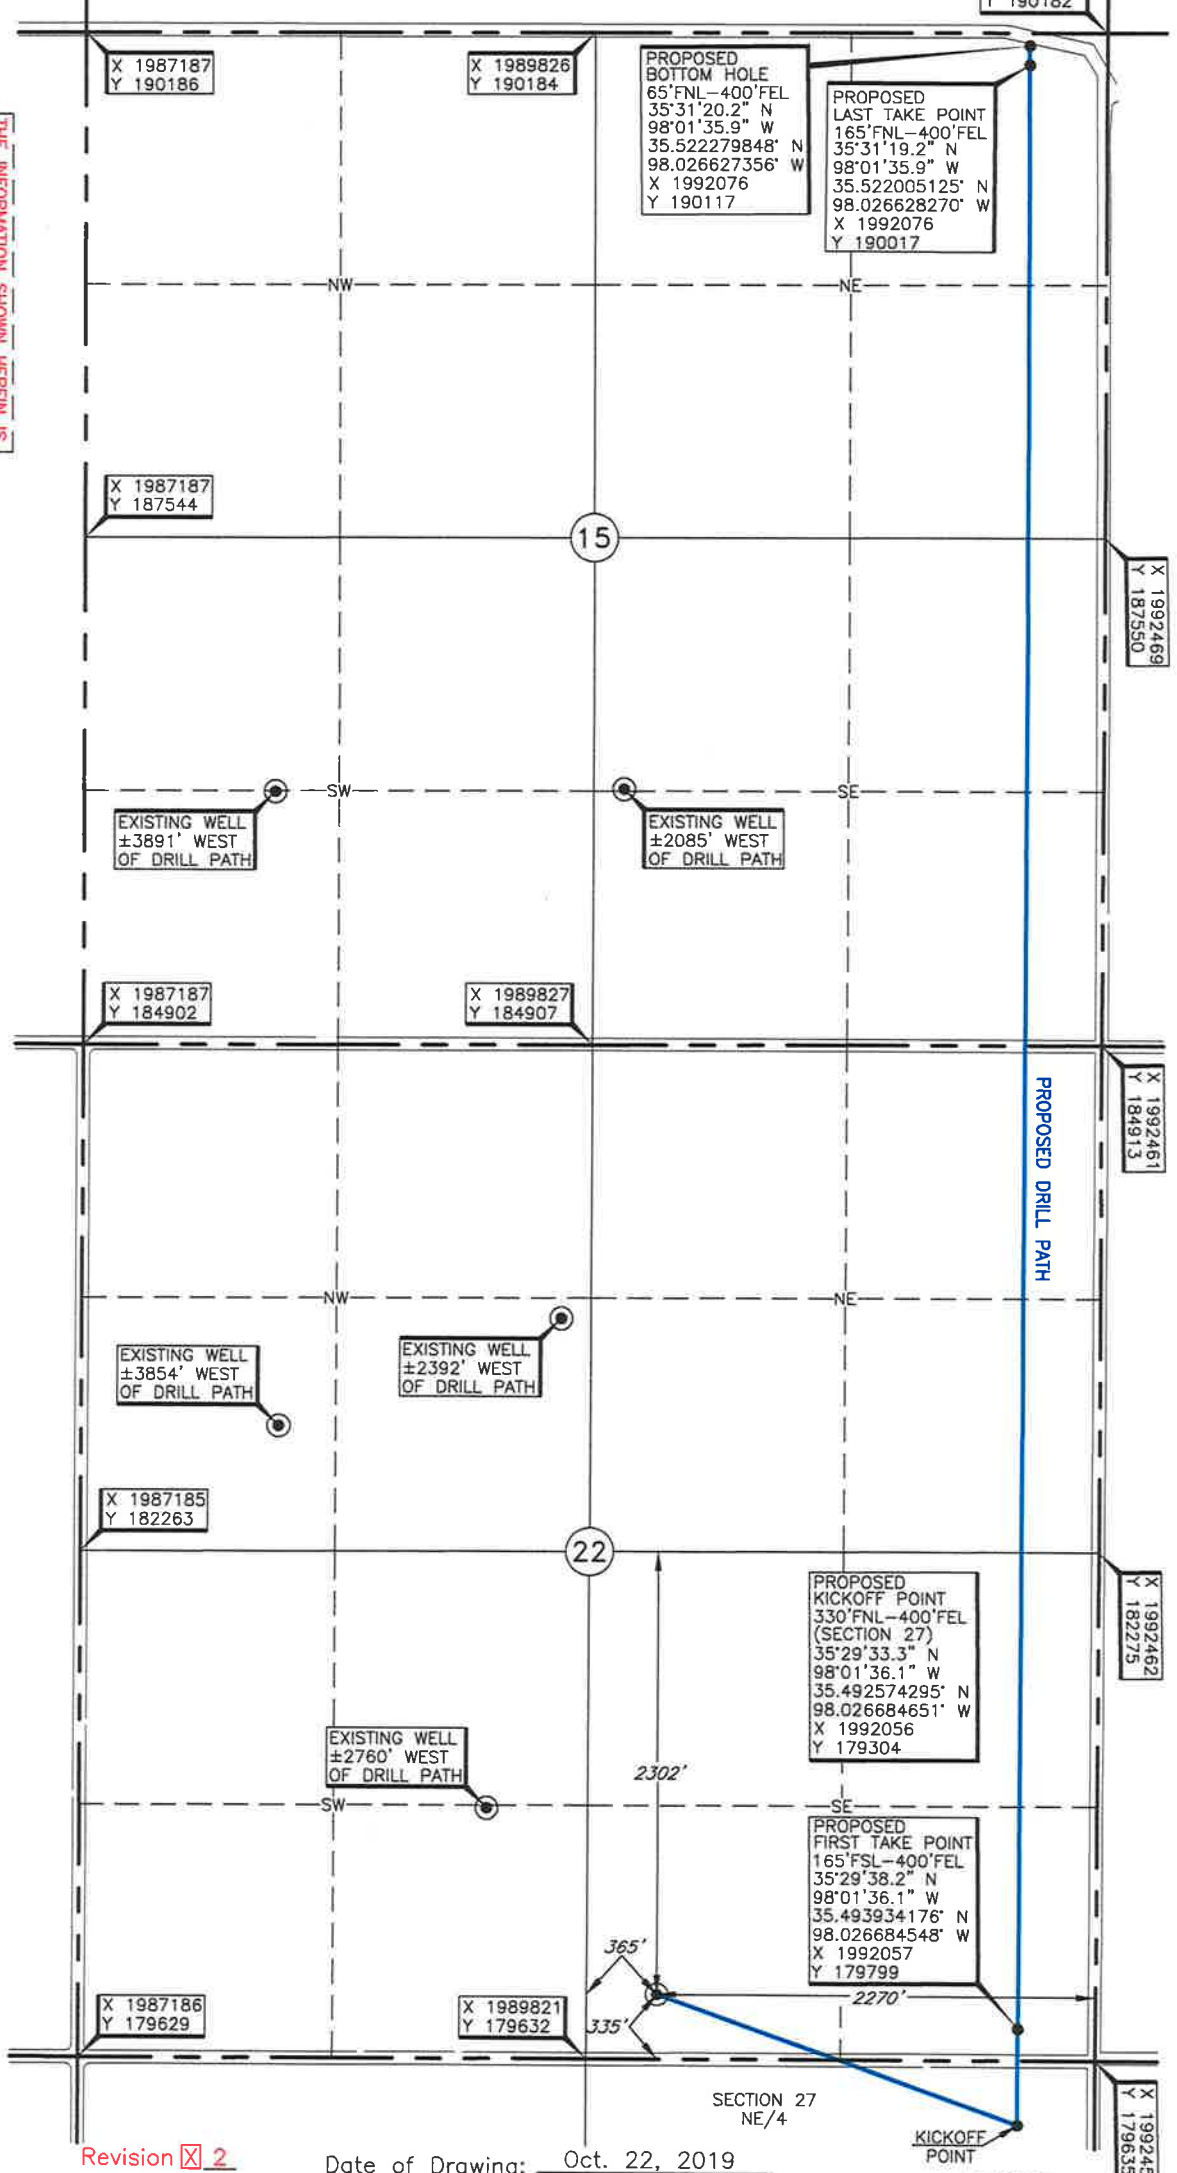 Y 190182
X 1987187
Y 190186
X 1989826
Y 190184
PROPOSED
BOTTOM HOLE
65'FNL-400'FEL
35°31'20.2" N
98°01'35.9" W
35.522279848° N
98.026627356° W
X 1992076
Y 190117
PROPOSED
LAST TAKE POINT
165'FNL-400'FEL
35°31'19.2" N
98°01'35.9" W
35.522005125° N
98.026628270° W
X 1992076
Y 190017
THE INFORMATION SHOWN HEREIN IS
NW
NE
X 1987187
Y 187544
15
X 1992469
Y 187550
SW
SE
EXISTING WELL
±3891' WEST
OF DRILL PATH
EXISTING WELL
±2085' WEST
OF DRILL PATH
X 1987187
Y 184902
X 1989827
Y 184907
X 1992461
Y 184913
PROPOSED DRILL PATH
NW
NE
EXISTING WELL
±3854' WEST
OF DRILL PATH
EXISTING WELL
±2392' WEST
OF DRILL PATH
X 1987185
Y 182263
22
X 1992462
Y 182275
PROPOSED
KICKOFF POINT
330'FNL-400'FEL
(SECTION 27)
35°29'33.3" N
98°01'36.1" W
35.492574295° N
98.026684651° W
X 1992056
Y 179304
EXISTING WELL
±2760' WEST
OF DRILL PATH
2302'
SW
SE
PROPOSED
FIRST TAKE POINT
165'FSL-400'FEL
35°29'38.2" N
98°01'36.1" W
35.493934176° N
98.026684548° W
X 1992057
Y 179799
365'
2270'
335'
X 1987186
Y 179629
X 1989821
Y 179632
X 199245
Y 179635
SECTION 27
NE/4
KICKOFF
POINT
Revision X 2
Date of Drawing: Oct. 22, 2019